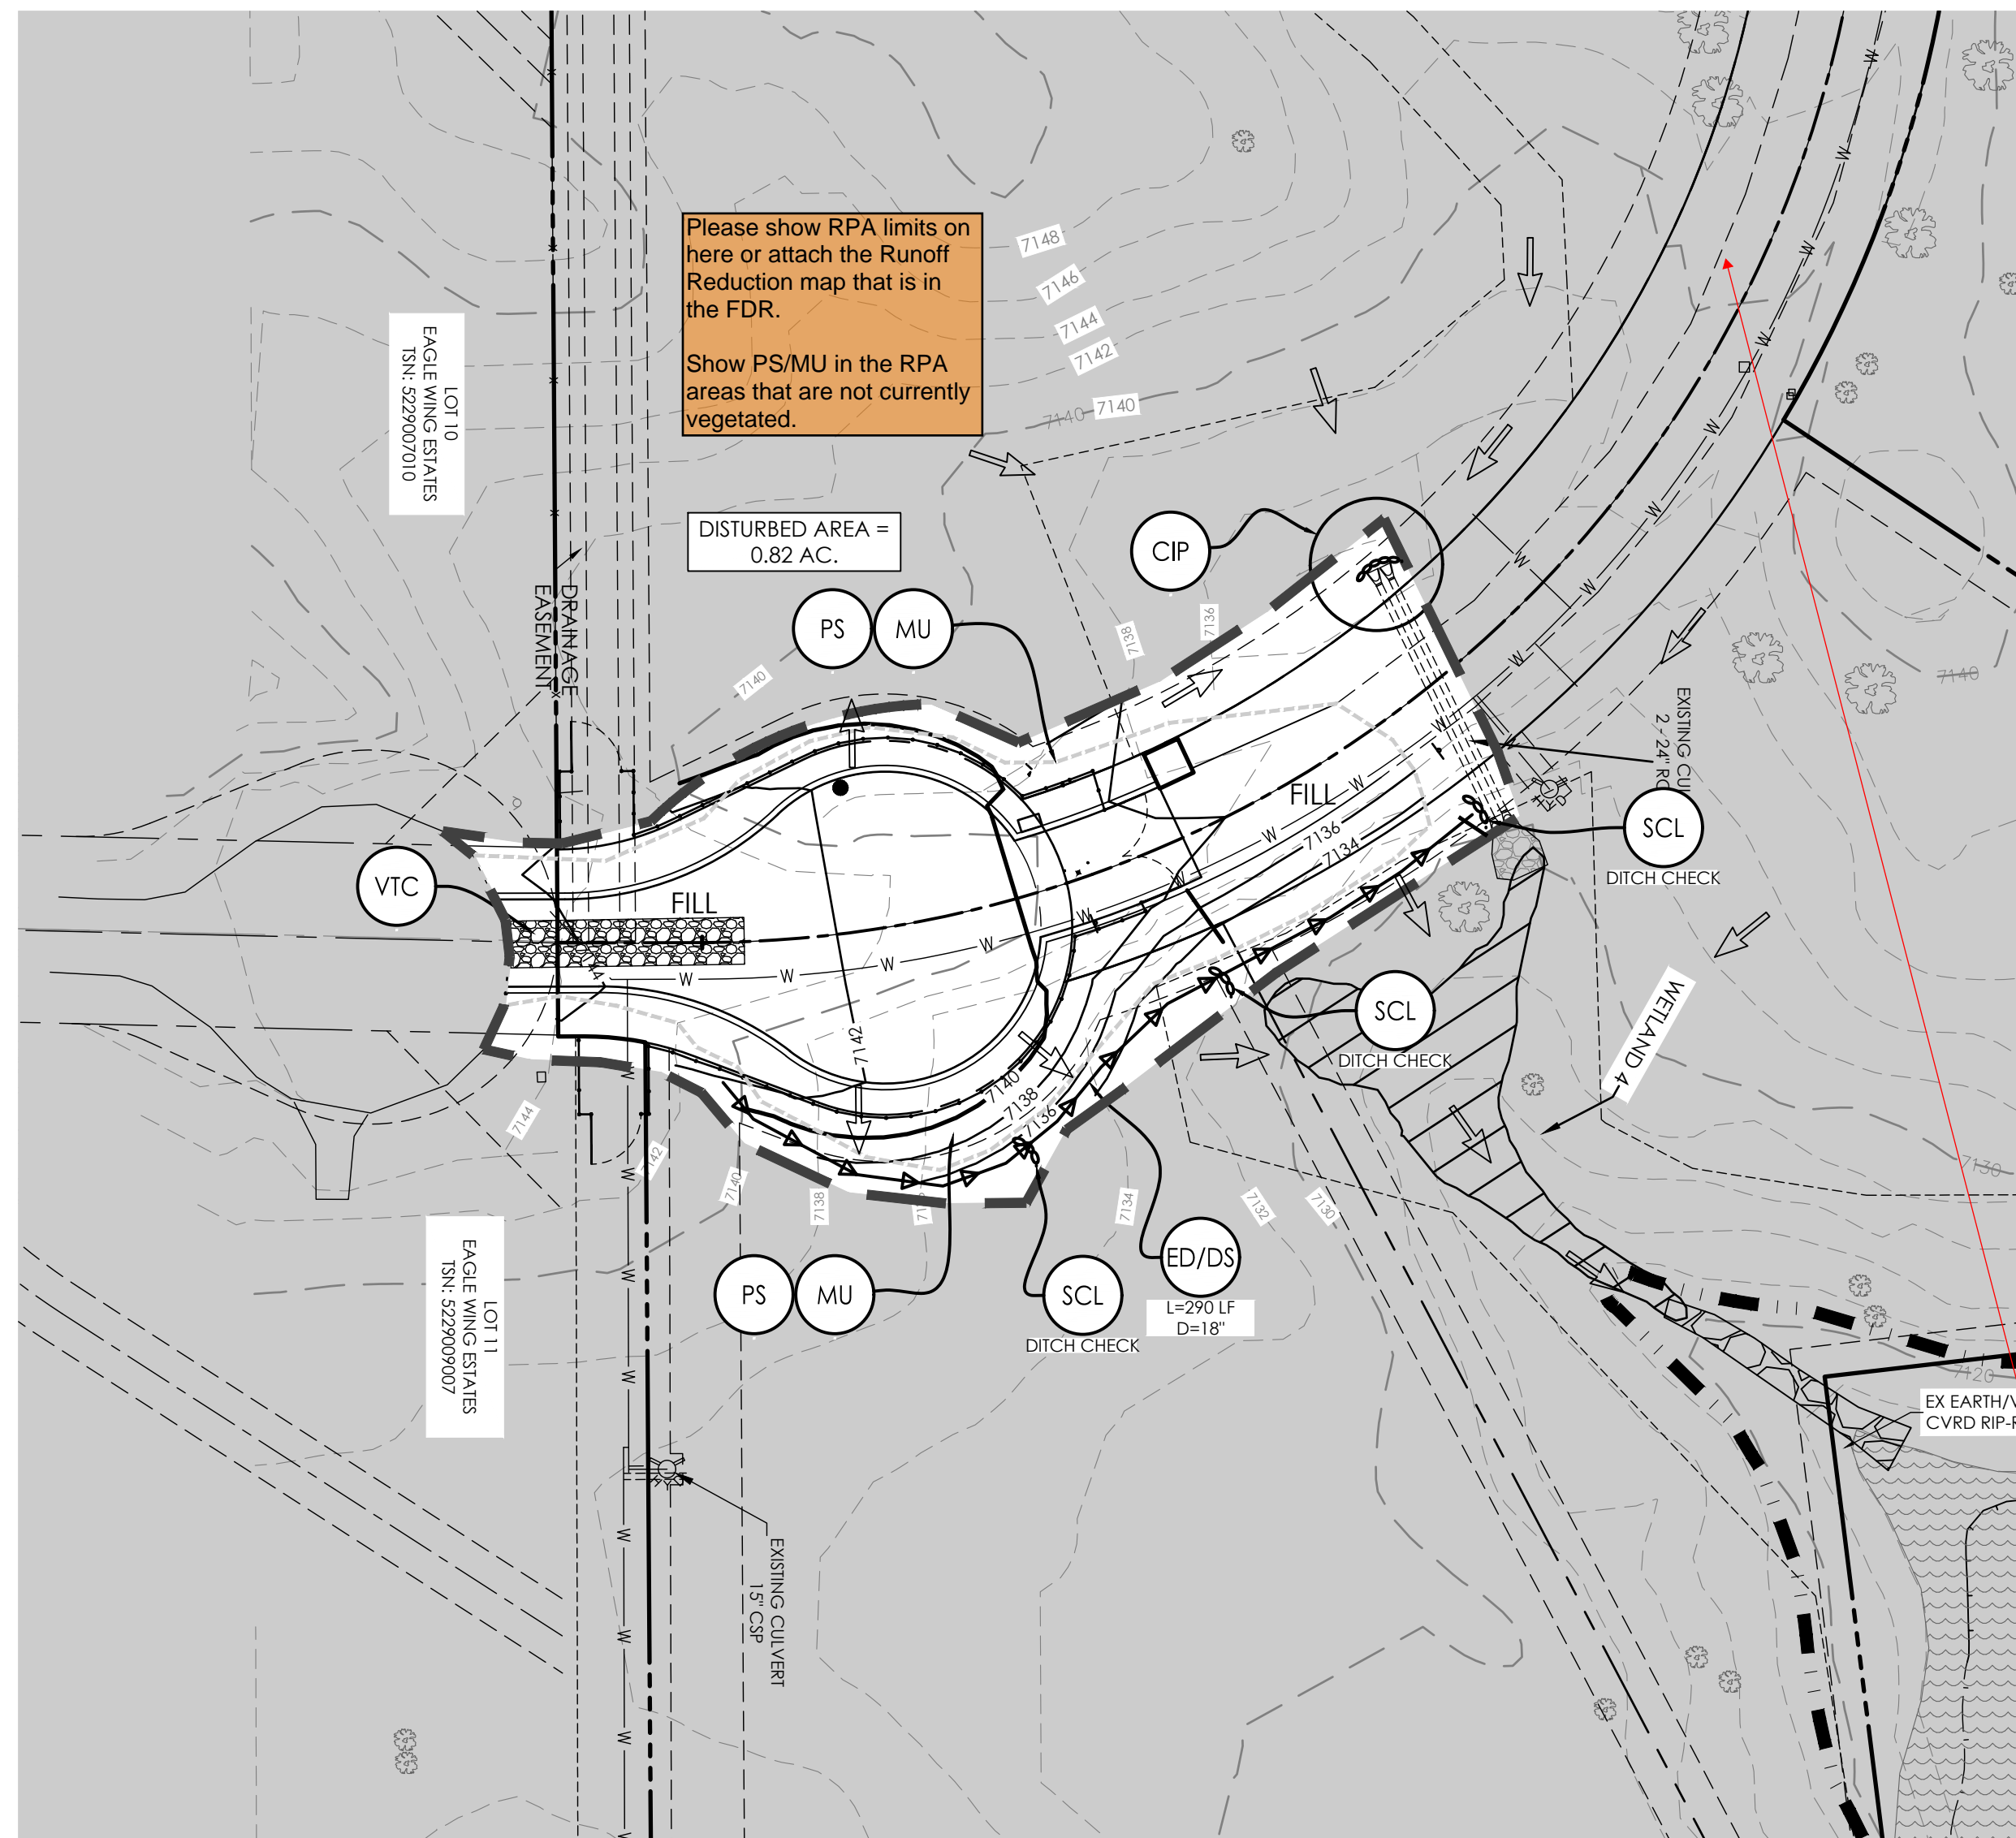 Please show RPA limits on
here or attach the Runoff
Reduction map that is in
the FDR.
Show PS/MU in the RPA
areas that are not currently
vegetated.
7148
7146
7144
7142
7140
7140
LOT 10
EAGLE WING ESTATES
TSN: 5229007010
DISTURBED AREA =
0.82 AC.
CIP
DRAINAGE
EASEMENT
PS
MU
7138
7136
7140
7140
EXISTING CU
2 - 24" RC
FILL
SCL
DITCH CHECK
7136
7134
VTC
FILL
W
W
W
W
W
SCL
DITCH CHECK
WETLAND 4
7142
7140
7138
7136
7144
7140
7138
7134
7132
7130
7130
PS
MU
SCL
DITCH CHECK
ED/DS
L=290 LF
D=18"
LOT 11
EAGLE WING ESTATES
TSN: 5229009007
7120
EX EARTH/V
CVRD RIP-R
EXISTING CULVERT
15" CSP